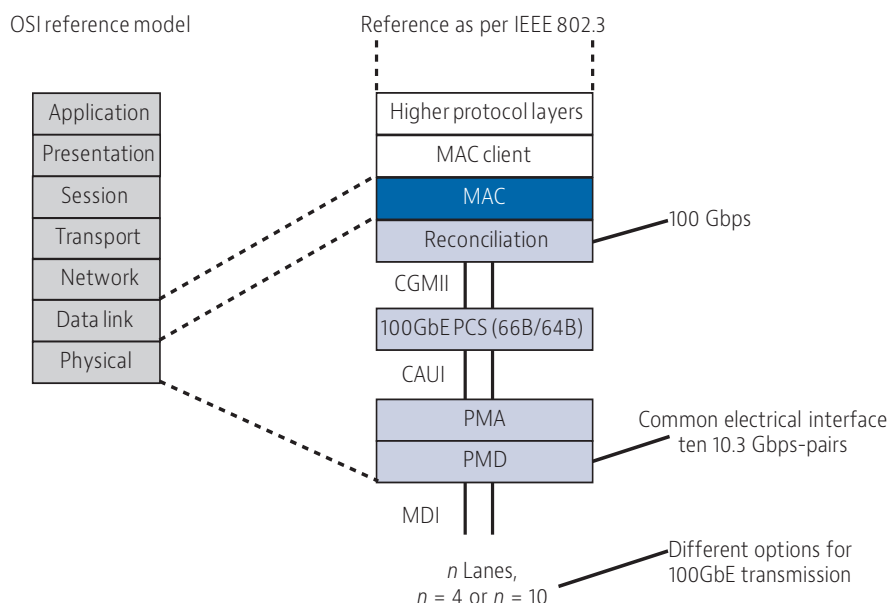 OSI reference model
Reference as per IEEE 802.3
Application
Presentation
Session
Transport
Network
Data link
Physical
Higher protocol layers
MAC client
MAC
Reconciliation
100 Gbps
CGMII
100GbE PCS (66B/64B)
CAUI
PMA
PMD
Common electrical interface
ten 10.3 Gbps-pairs
MDI
n Lanes,
n = 4 or n = 10
Different options for
100GbE transmission